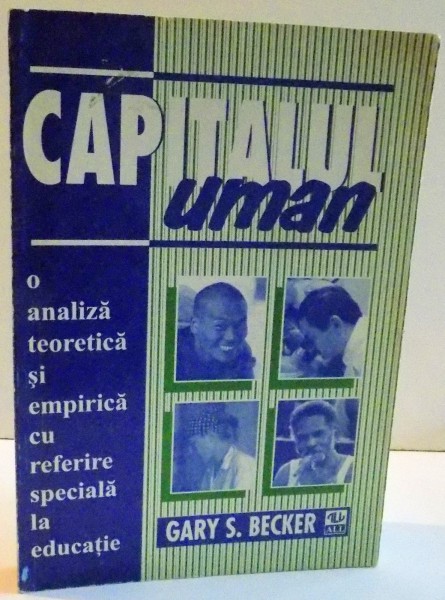 CAPITALUL
uman
o
analiză
teoretică
și
empirică
cu
referire
specială
la
educație
GARY S. BECKER
ALL